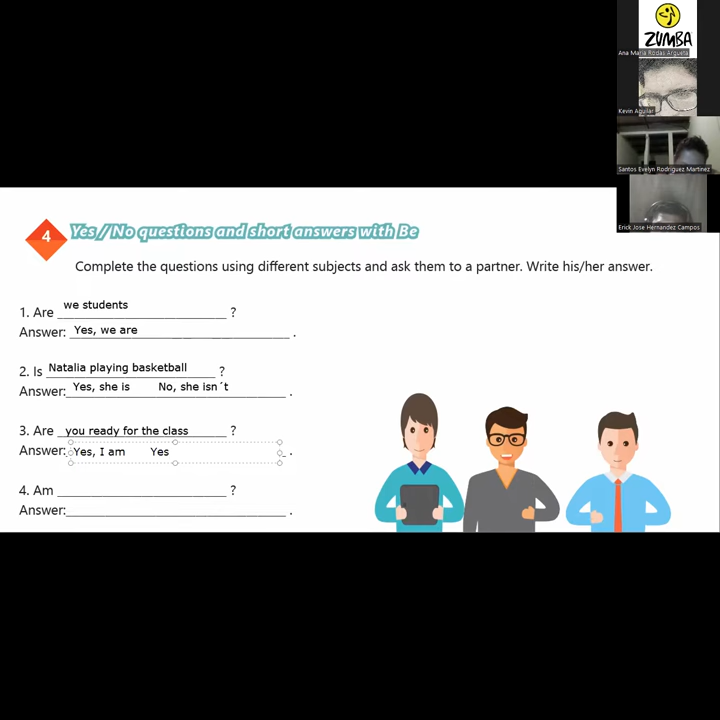 ZUMBA
Ana Maria Rodas Argueta
Kevin Aguilar
Santos Evelyn Rodriguez Martinez
Erick Jose Hernandez Campos
4 Yes/No questions and short answers with Be
Complete the questions using different subjects and ask them to a partner. Write his/her answer.
1. Are we students ?
Answer: Yes, we are .
2. Is Natalia playing basketball ?
Answer: Yes, she is No, she isn´t .
3. Are you ready for the class ?
Answer: Yes, I am Yes .
4. Am ?
Answer: .